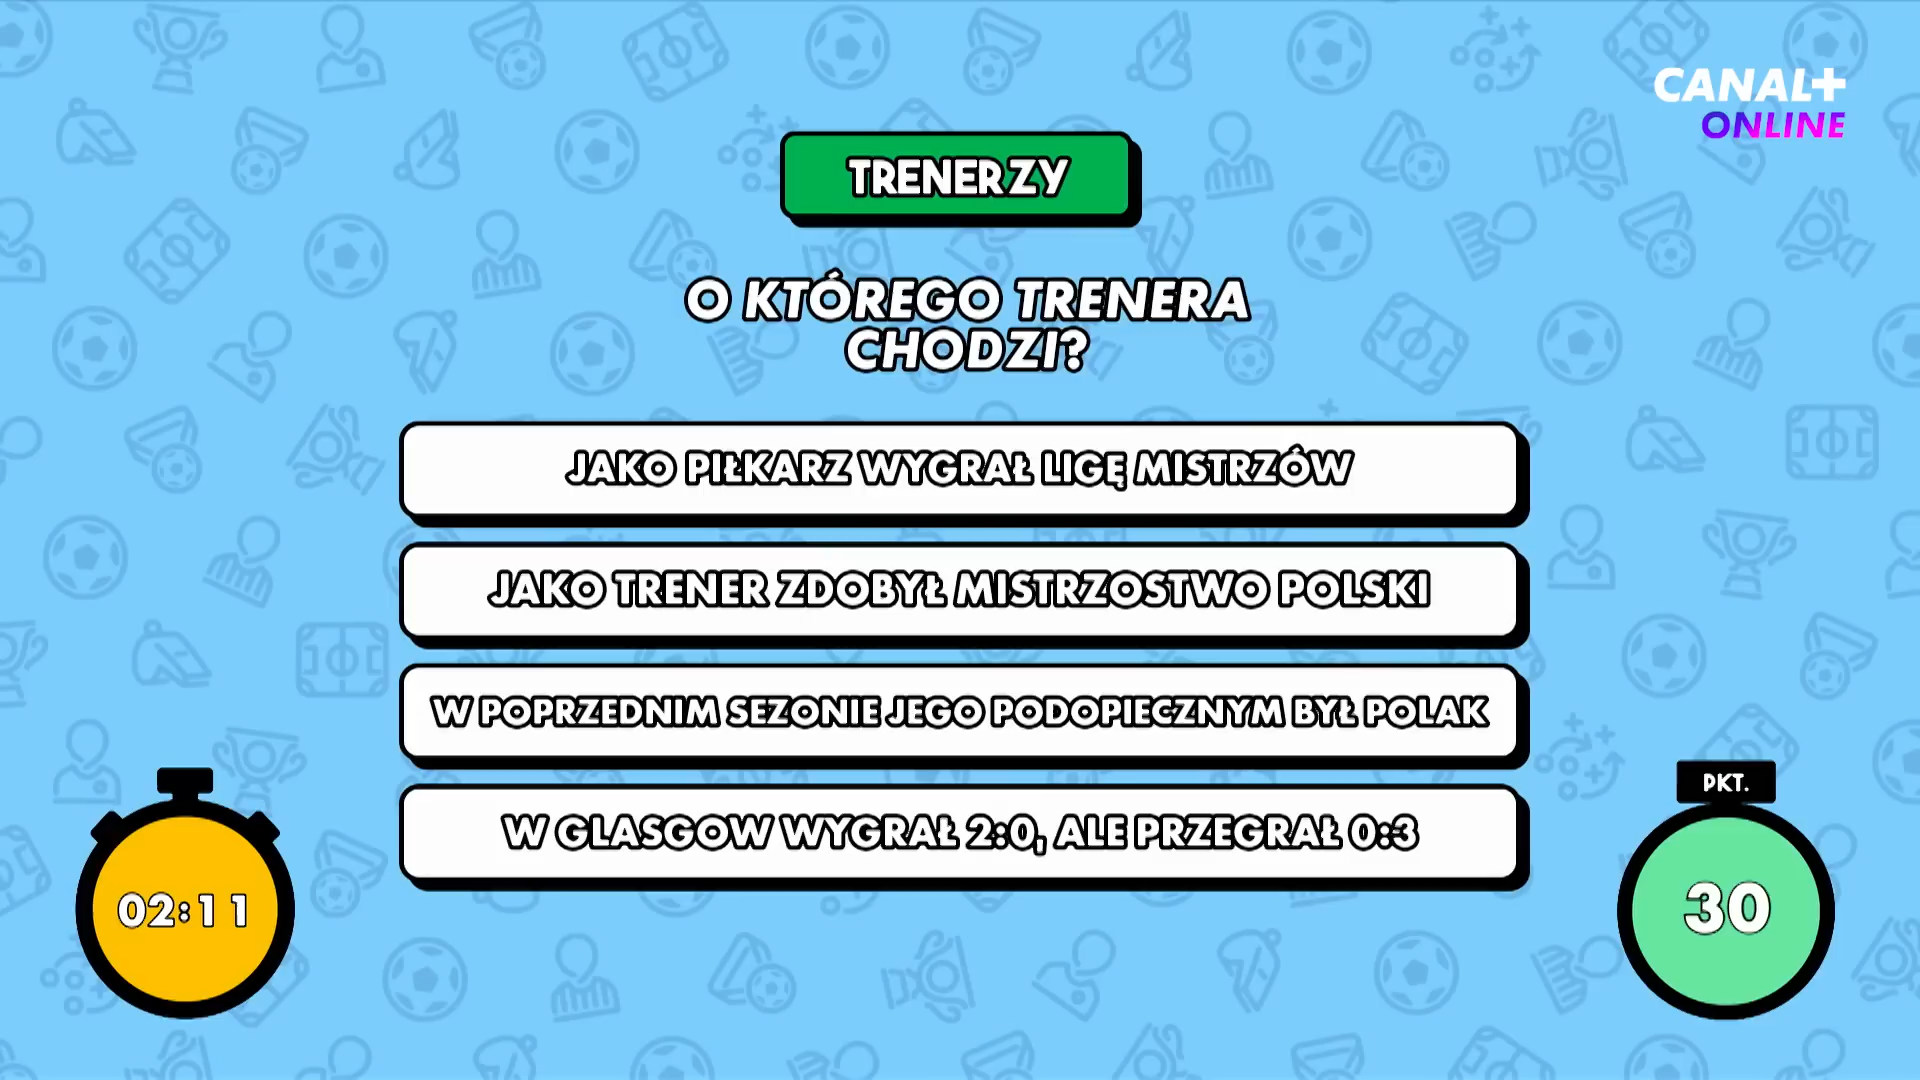 CANAL+
ONLINE
TRENERZY
O KTÓREGO TRENERA
CHODZI?
JAKO PIŁKARZ WYGRAŁ LIGĘ MISTRZÓW
JAKO TRENER ZDOBYŁ MISTRZOSTWO POLSKI
W POPRZEDNIM SEZONIE JEGO PODOPIECZNYM BYŁ POLAK
W GLASGOW WYGRAŁ 2:0, ALE PRZEGRAŁ 0:3
02:11
PKT.
30